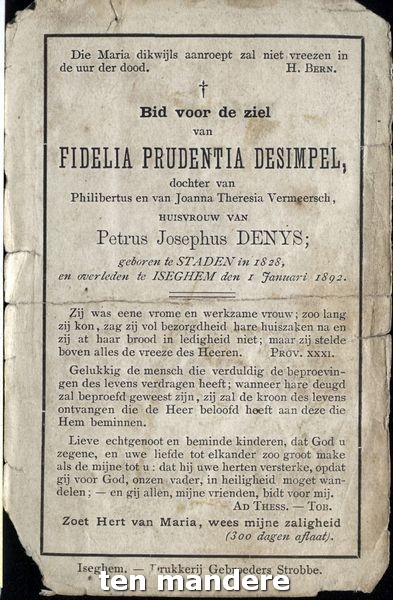 Die Maria dikwijls aanroept zal niet vreezen in
de uur der dood. H. Bern.
†
Bid voor de ziel
van
FIDELIA PRUDENTIA DESIMPEL,
dochter van
Philibertus en van Joanna Theresia Vermeersch,
HUISVROUW VAN
Petrus Josephus DENYS;
geboren te STADEN in 1828,
en overleden te ISEGHEM den 1 Januari 1892.
Zij was eene vrome en werkzame vrouw; zoo lang
zij kon, zag zij vol bezorgdheid hare huiszaken na en
zij at haar brood in ledigheid niet; maar zij stelde
boven alles de vreeze des Heeren. Prov. xxxi.
Gelukkig de mensch die verduldig de beproevin-
gen des levens verdragen heeft; wanneer hare deugd
zal beproefd geweest zijn, zij zal de kroon des levens
ontvangen die de Heer beloofd heeft aan deze die
Hem beminnen.
Lieve echtgenoot en beminde kinderen, dat God u
zegene, en uwe liefde tot elkander zoo groot make
als de mijne tot u: dat hij uwe herten versterke, opdat
gij voor God, onzen vader, in heiligheid moget wan-
delen; — en gij allen, mijne vrienden, bidt voor mij.
Ad Thess. — Tob.
Zoet Hert van Maria, wees mijne zaligheid
(300 dagen aflaat).
Iseghem. — Drukkerij Gebroeders Strobbe.
ten mandere